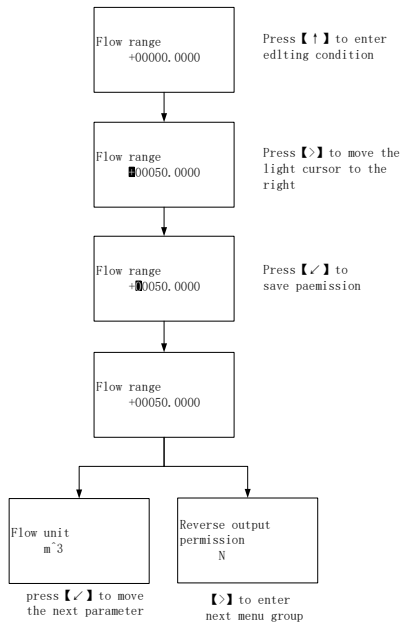 Flow range
+00000.0000
Press【↑】to enter
edlting condition
Flow range
+00050.0000
Press【>】to move the
light cursor to the
right
Flow range
+00050.0000
Press【↙】to
save paemission
Flow range
+00050.0000
Flow unit
m^3
Reverse output
permission
N
press【↙】to move
the next parameter
【>】to enter
next menu group